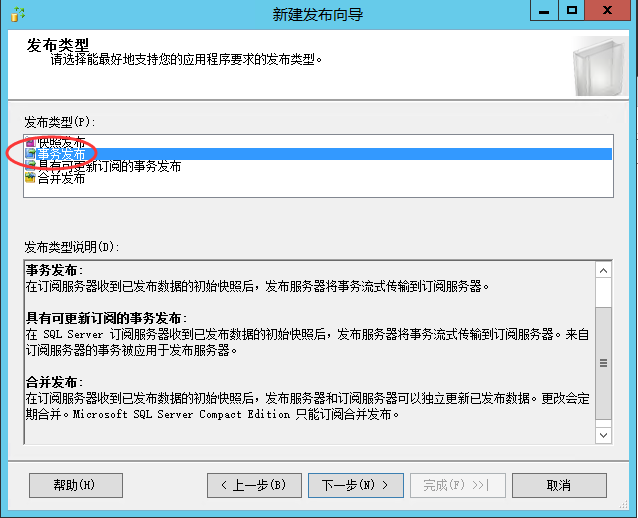 新建发布向导
发布类型
请选择能最好地支持您的应用程序要求的发布类型。
发布类型(P):
快照发布
事务发布
具有可更新订阅的事务发布
合并发布
发布类型说明(D):
事务发布:
在订阅服务器收到已发布数据的初始快照后，发布服务器将事务流式传输到订阅服务器。
具有可更新订阅的事务发布:
在 SQL Server 订阅服务器收到已发布数据的初始快照后，发布服务器将事务流式传输到订阅服务器。来自
订阅服务器的事务被应用于发布服务器。
合并发布:
在订阅服务器收到已发布数据的初始快照后，发布服务器和订阅服务器可以独立更新已发布数据。更改会定
期合并。Microsoft SQL Server Compact Edition 只能订阅合并发布。
帮助(H)
< 上一步(B)
下一步(N) >
完成(F) >>|
取消